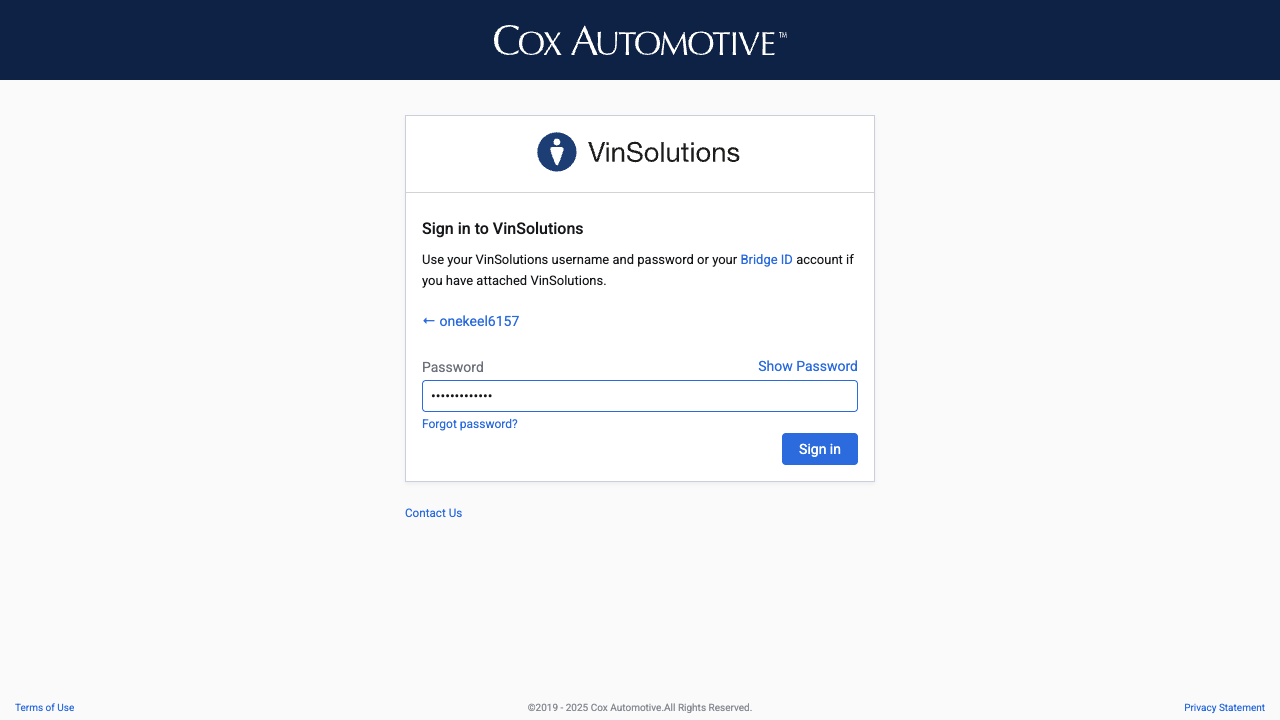 COX AUTOMOTIVE™
VinSolutions
Sign in to VinSolutions
Use your VinSolutions username and password or your Bridge ID account if
you have attached VinSolutions.
← onekeel6157
Password
Show Password
•••••••••••••
Forgot password?
Sign in
Contact Us
Terms of Use
©2019 - 2025 Cox Automotive.All Rights Reserved.
Privacy Statement